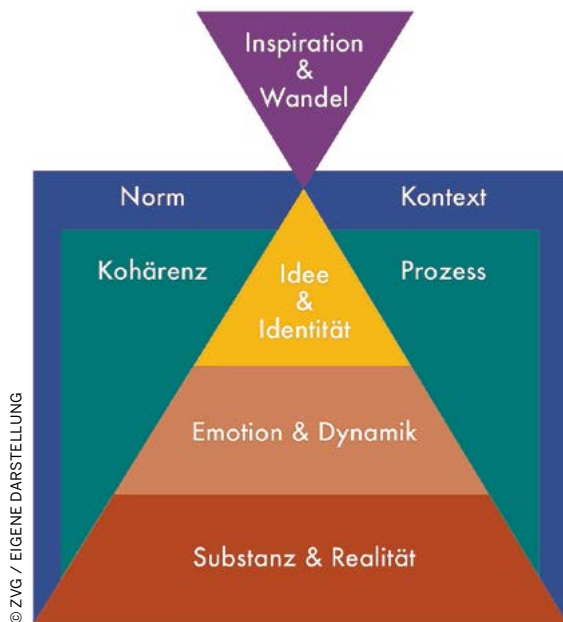 Inspiration
&
Wandel
Norm
Kontext
Kohärenz
Idee
&
Identität
Prozess
Emotion & Dynamik
Substanz & Realität
© ZVG / EIGENE DARSTELLUNG